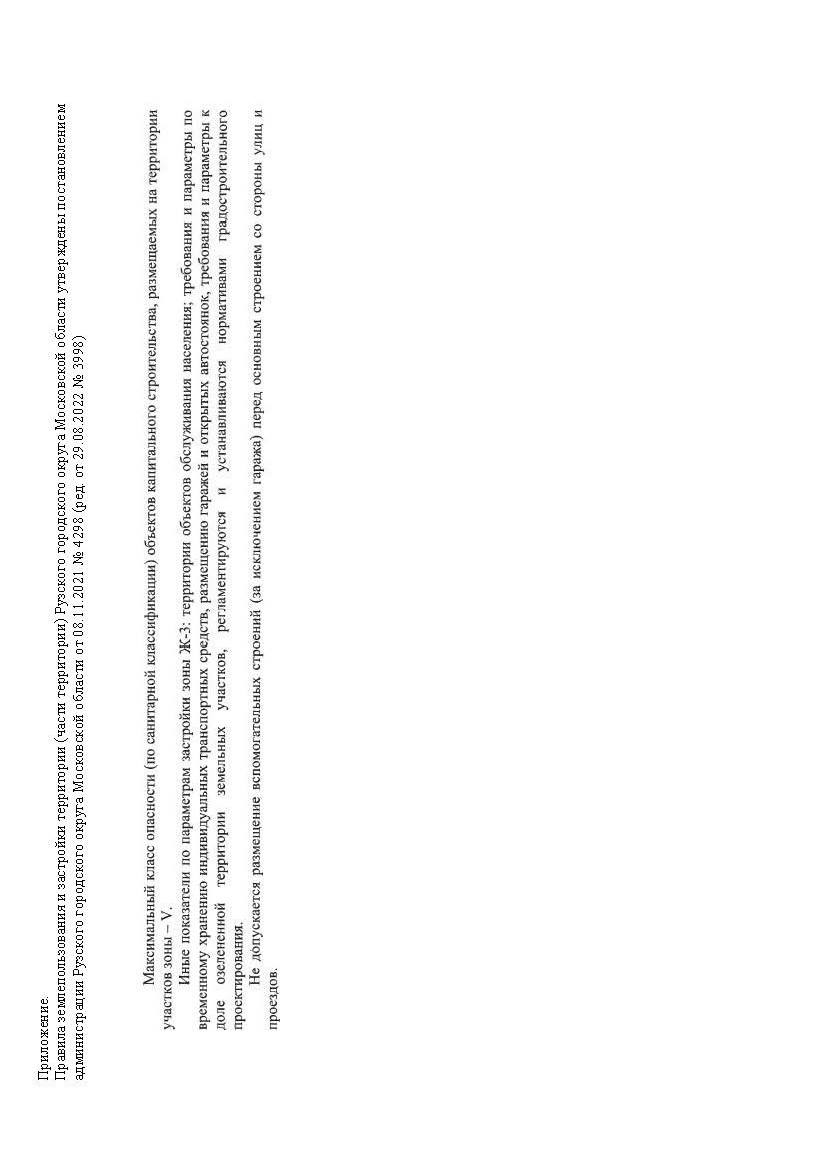 Приложение.
Правила землепользования и застройки территории (части территории) Рузского городского округа Московской области утверждены постановлением
администрации Рузского городского округа Московской области от 08.11.2021 № 4298 (ред. от 29.08.2022 № 3998)
Максимальный класс опасности (по санитарной классификации) объектов капитального строительства, размещаемых на территории
участков зоны – V.
Иные показатели по параметрам застройки зоны Ж-3: территории объектов обслуживания населения; требования и параметры по
временному хранению индивидуальных транспортных средств, размещению гаражей и открытых автостоянок, требования и параметры к
доле озелененной территории земельных участков, регламентируются и устанавливаются нормативами градостроительного
проектирования.
Не допускается размещение вспомогательных строений (за исключением гаража) перед основным строением со стороны улиц и
проездов.